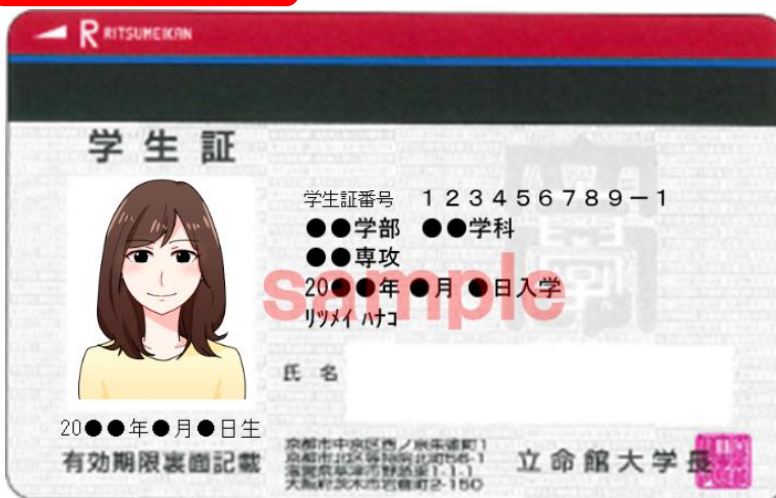 R RITSUMEIKAN
学生証
学生証番号 123456789-1
●●学部 ●●学科
●●専攻
20●●年●月●日入学
sample
リツメイ ハナコ
氏名
20●●年●月●日生
有効期限裏面記載
京都市中京区西ノ京朱雀町1
京都市北区等持院北町56-1
滋賀県草津市野路東1-1-1
大阪府茨木市岩倉町2-150
立命館大学長